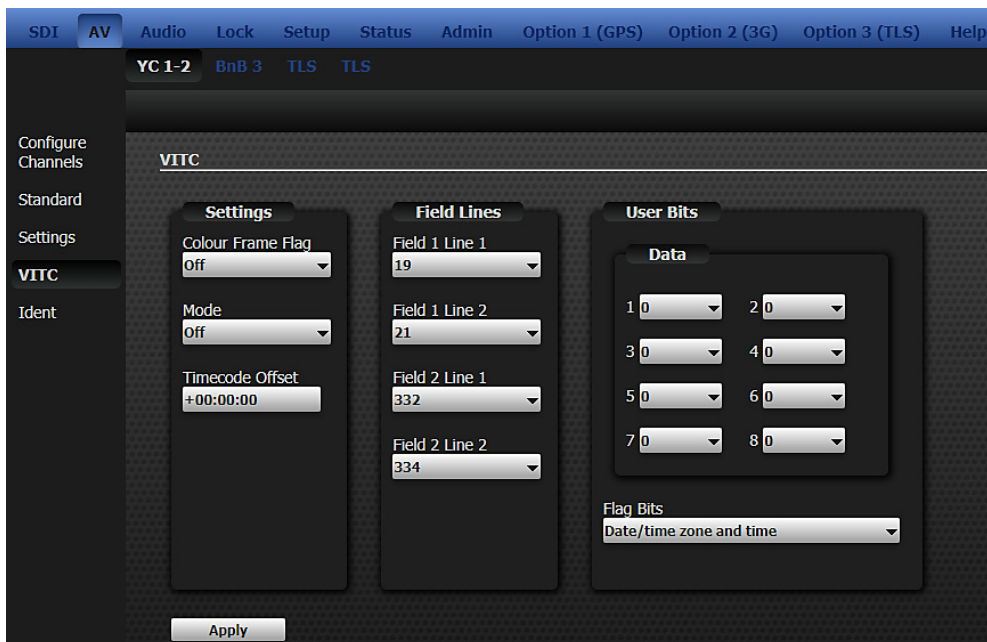 SDI AV Audio Lock Setup Status Admin Option 1 (GPS) Option 2 (3G) Option 3 (TLS) Help
YC 1-2 BnB 3 TLS TLS
Configure
Channels
Standard
Settings
VITC
Ident
VITC
Settings
Colour Frame Flag
Off
Mode
Off
Timecode Offset
+00:00:00
Field Lines
Field 1 Line 1
19
Field 1 Line 2
21
Field 2 Line 1
332
Field 2 Line 2
334
User Bits
Data
1 0 2 0
3 0 4 0
5 0 6 0
7 0 8 0
Flag Bits
Date/time zone and time
Apply